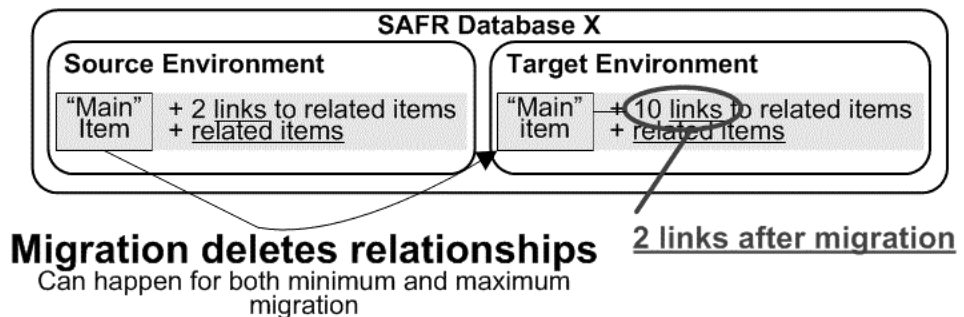 SAFR Database X
Source Environment
“Main” Item
+ 2 links to related items
+ related items
Target Environment
“Main” item
+ 10 links to related items
+ related items
Migration deletes relationships
Can happen for both minimum and maximum
migration
2 links after migration